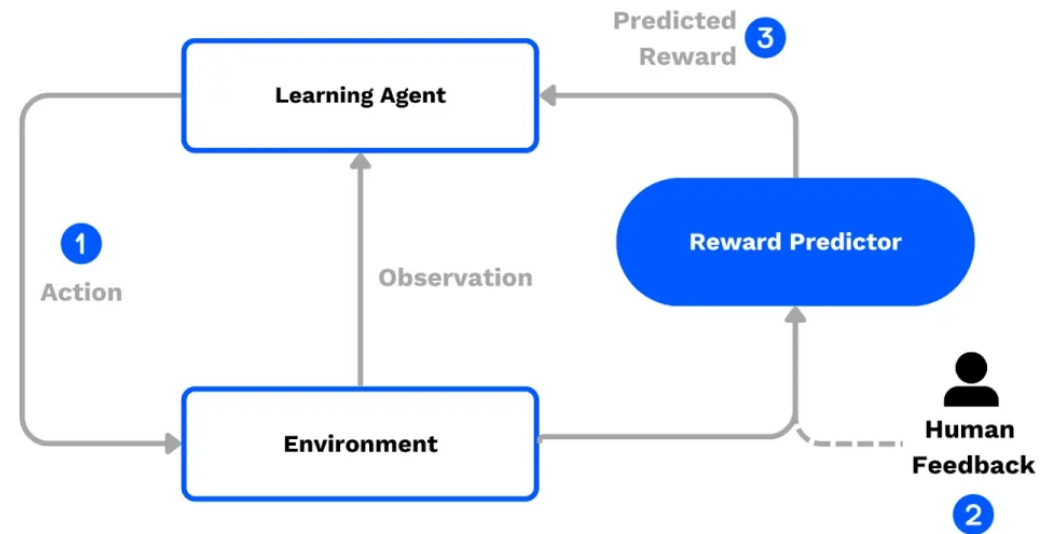 Predicted
Reward
3
Learning Agent
1
Action
Observation
Reward Predictor
Environment
Human
Feedback
2